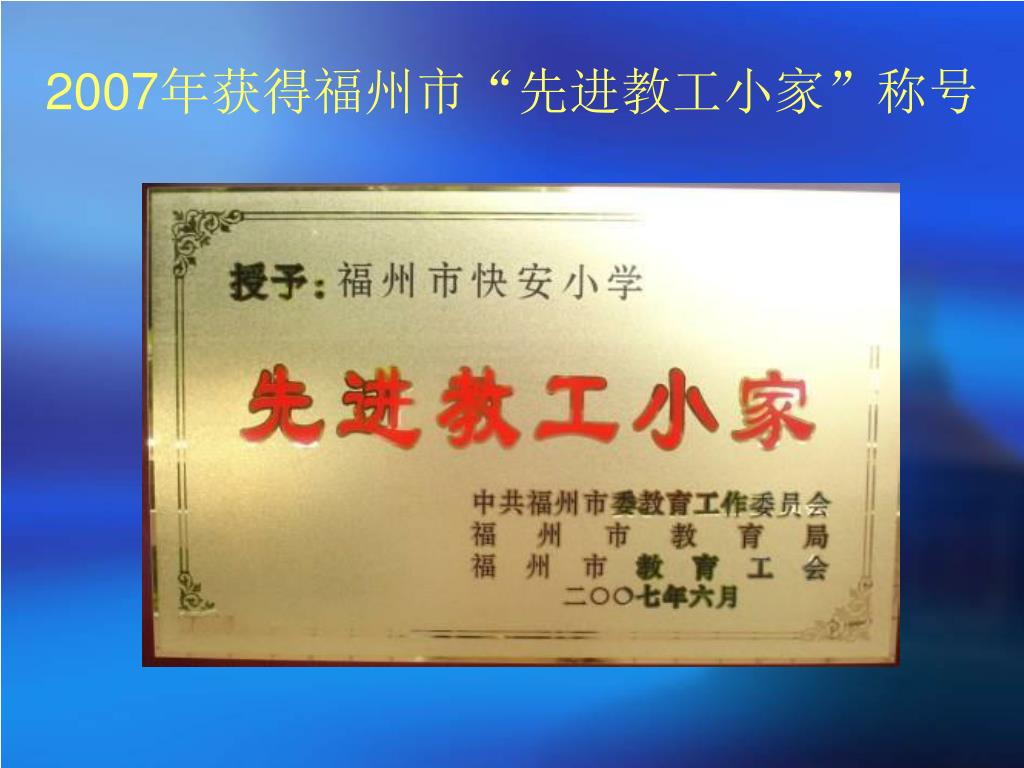 2007年获得福州市“先进教工小家”称号
授予:福州市快安小学
先进教工小家
中共福州市委教育工作委员会
福州市教育局
福州市教育工会
二〇〇七年六月